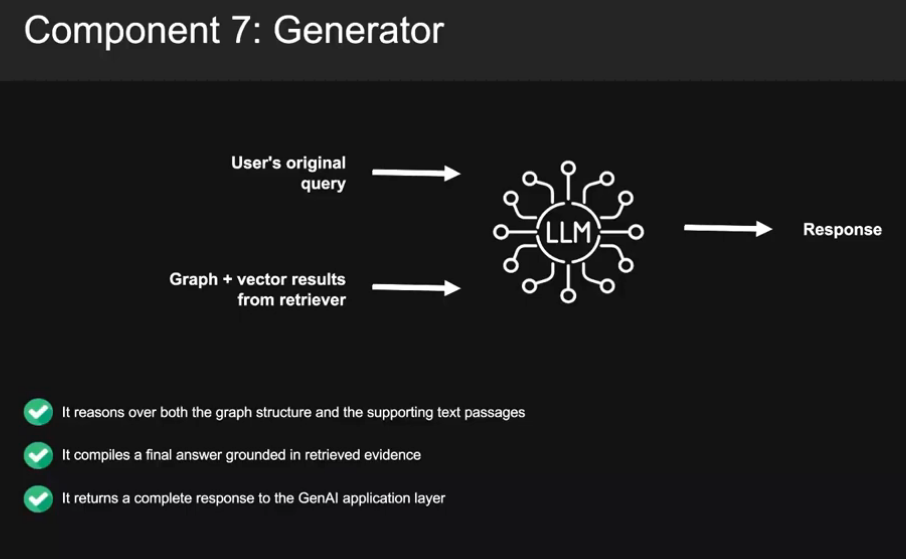 Component 7: Generator
User's original
query
LLM
Response
Graph + vector results
from retriever
It reasons over both the graph structure and the supporting text passages
It compiles a final answer grounded in retrieved evidence
It returns a complete response to the GenAI application layer